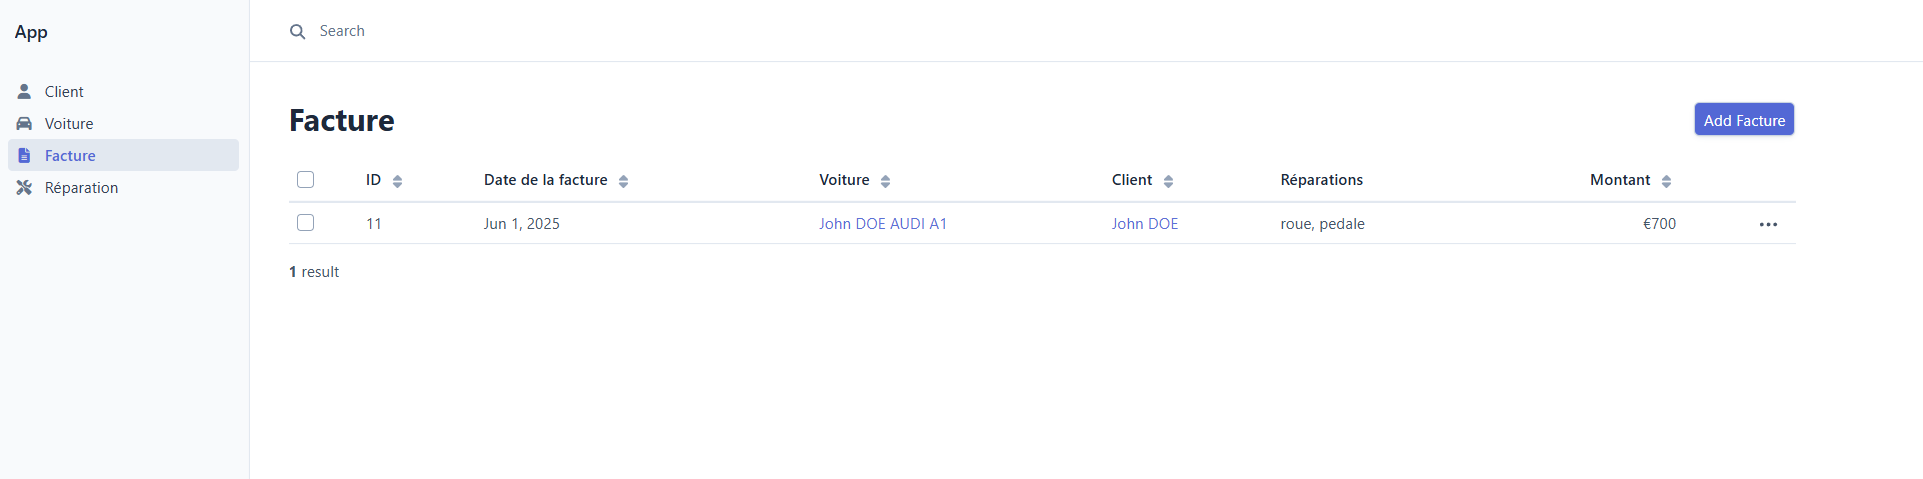 App
Search
Client
Voiture
Facture
Réparation
Facture
Add Facture
ID Date de la facture Voiture Client Réparations Montant
11 Jun 1, 2025 John DOE AUDI A1 John DOE roue, pedale €700
1 result